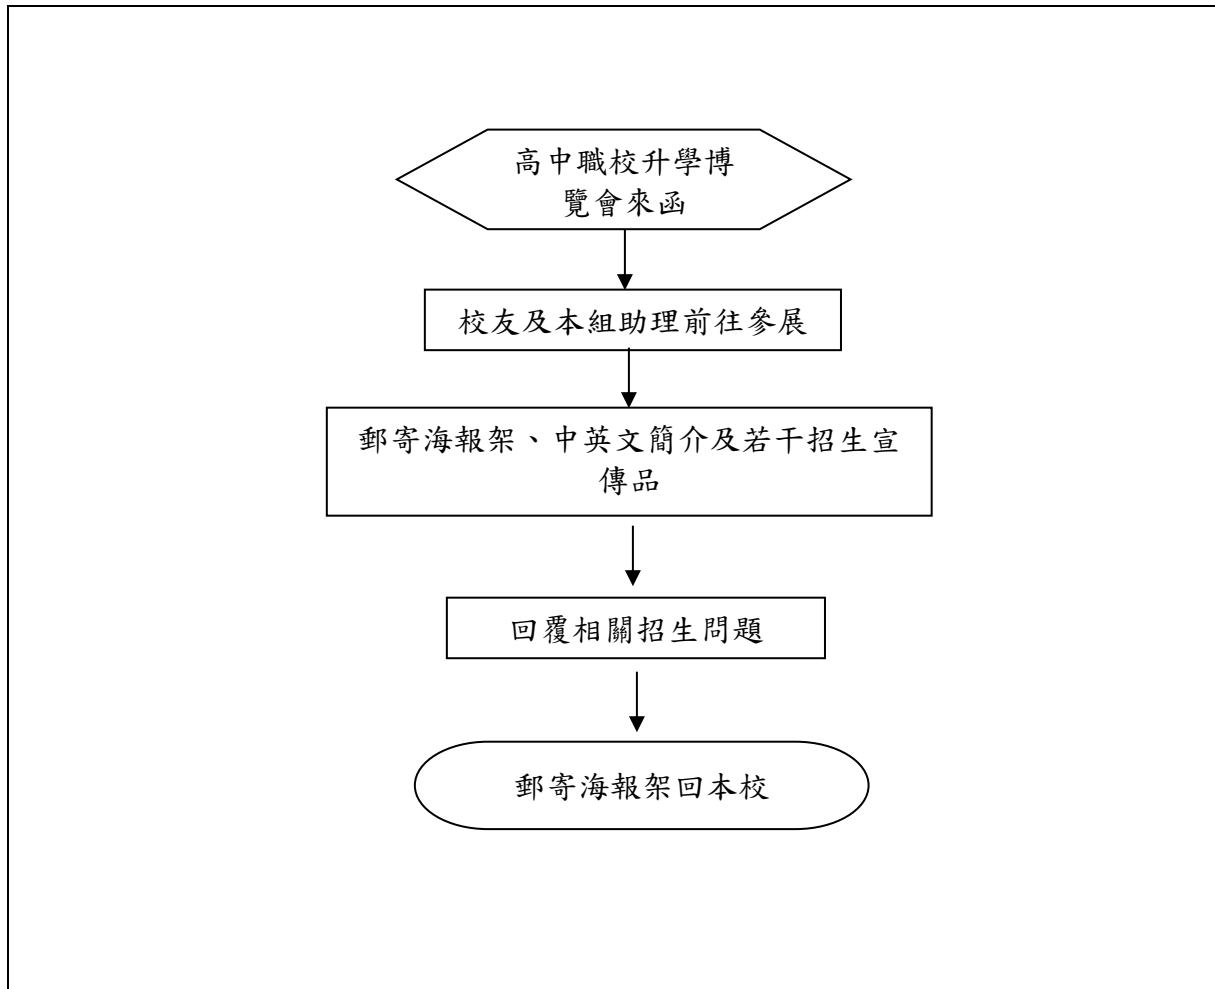 高中職校升學博
覽會來函
校友及本組助理前往參展
郵寄海報架、中英文簡介及若干招生宣
傳品
回覆相關招生問題
郵寄海報架回本校